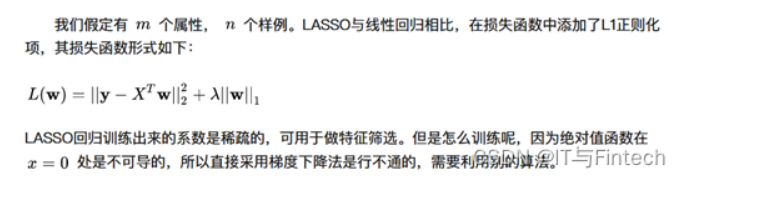 我们假定有 m 个属性， n 个样例。LASSO与线性回归相比，在损失函数中添加了L1正则化
项，其损失函数形式如下：
L(w) = ||y − X^T w||_2^2 + λ||w||_1
LASSO回归训练出来的系数是稀疏的，可用于做特征筛选。但是怎么训练呢，因为绝对值函数在
x = 0 处是不可导的，所以直接采用梯度下降法是行不通的，需要利用别的算法。
CSDN @IT与Fintech